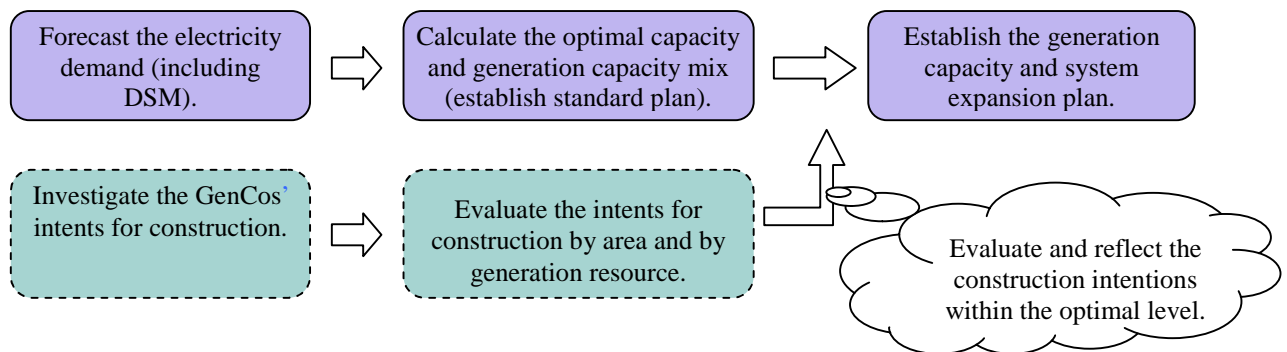 Forecast the electricity
demand (including
DSM).
Calculate the optimal capacity
and generation capacity mix
(establish standard plan).
Establish the generation
capacity and system
expansion plan.
Investigate the GenCos’
intents for construction.
Evaluate the intents for
construction by area and by
generation resource.
Evaluate and reflect the
construction intentions
within the optimal level.